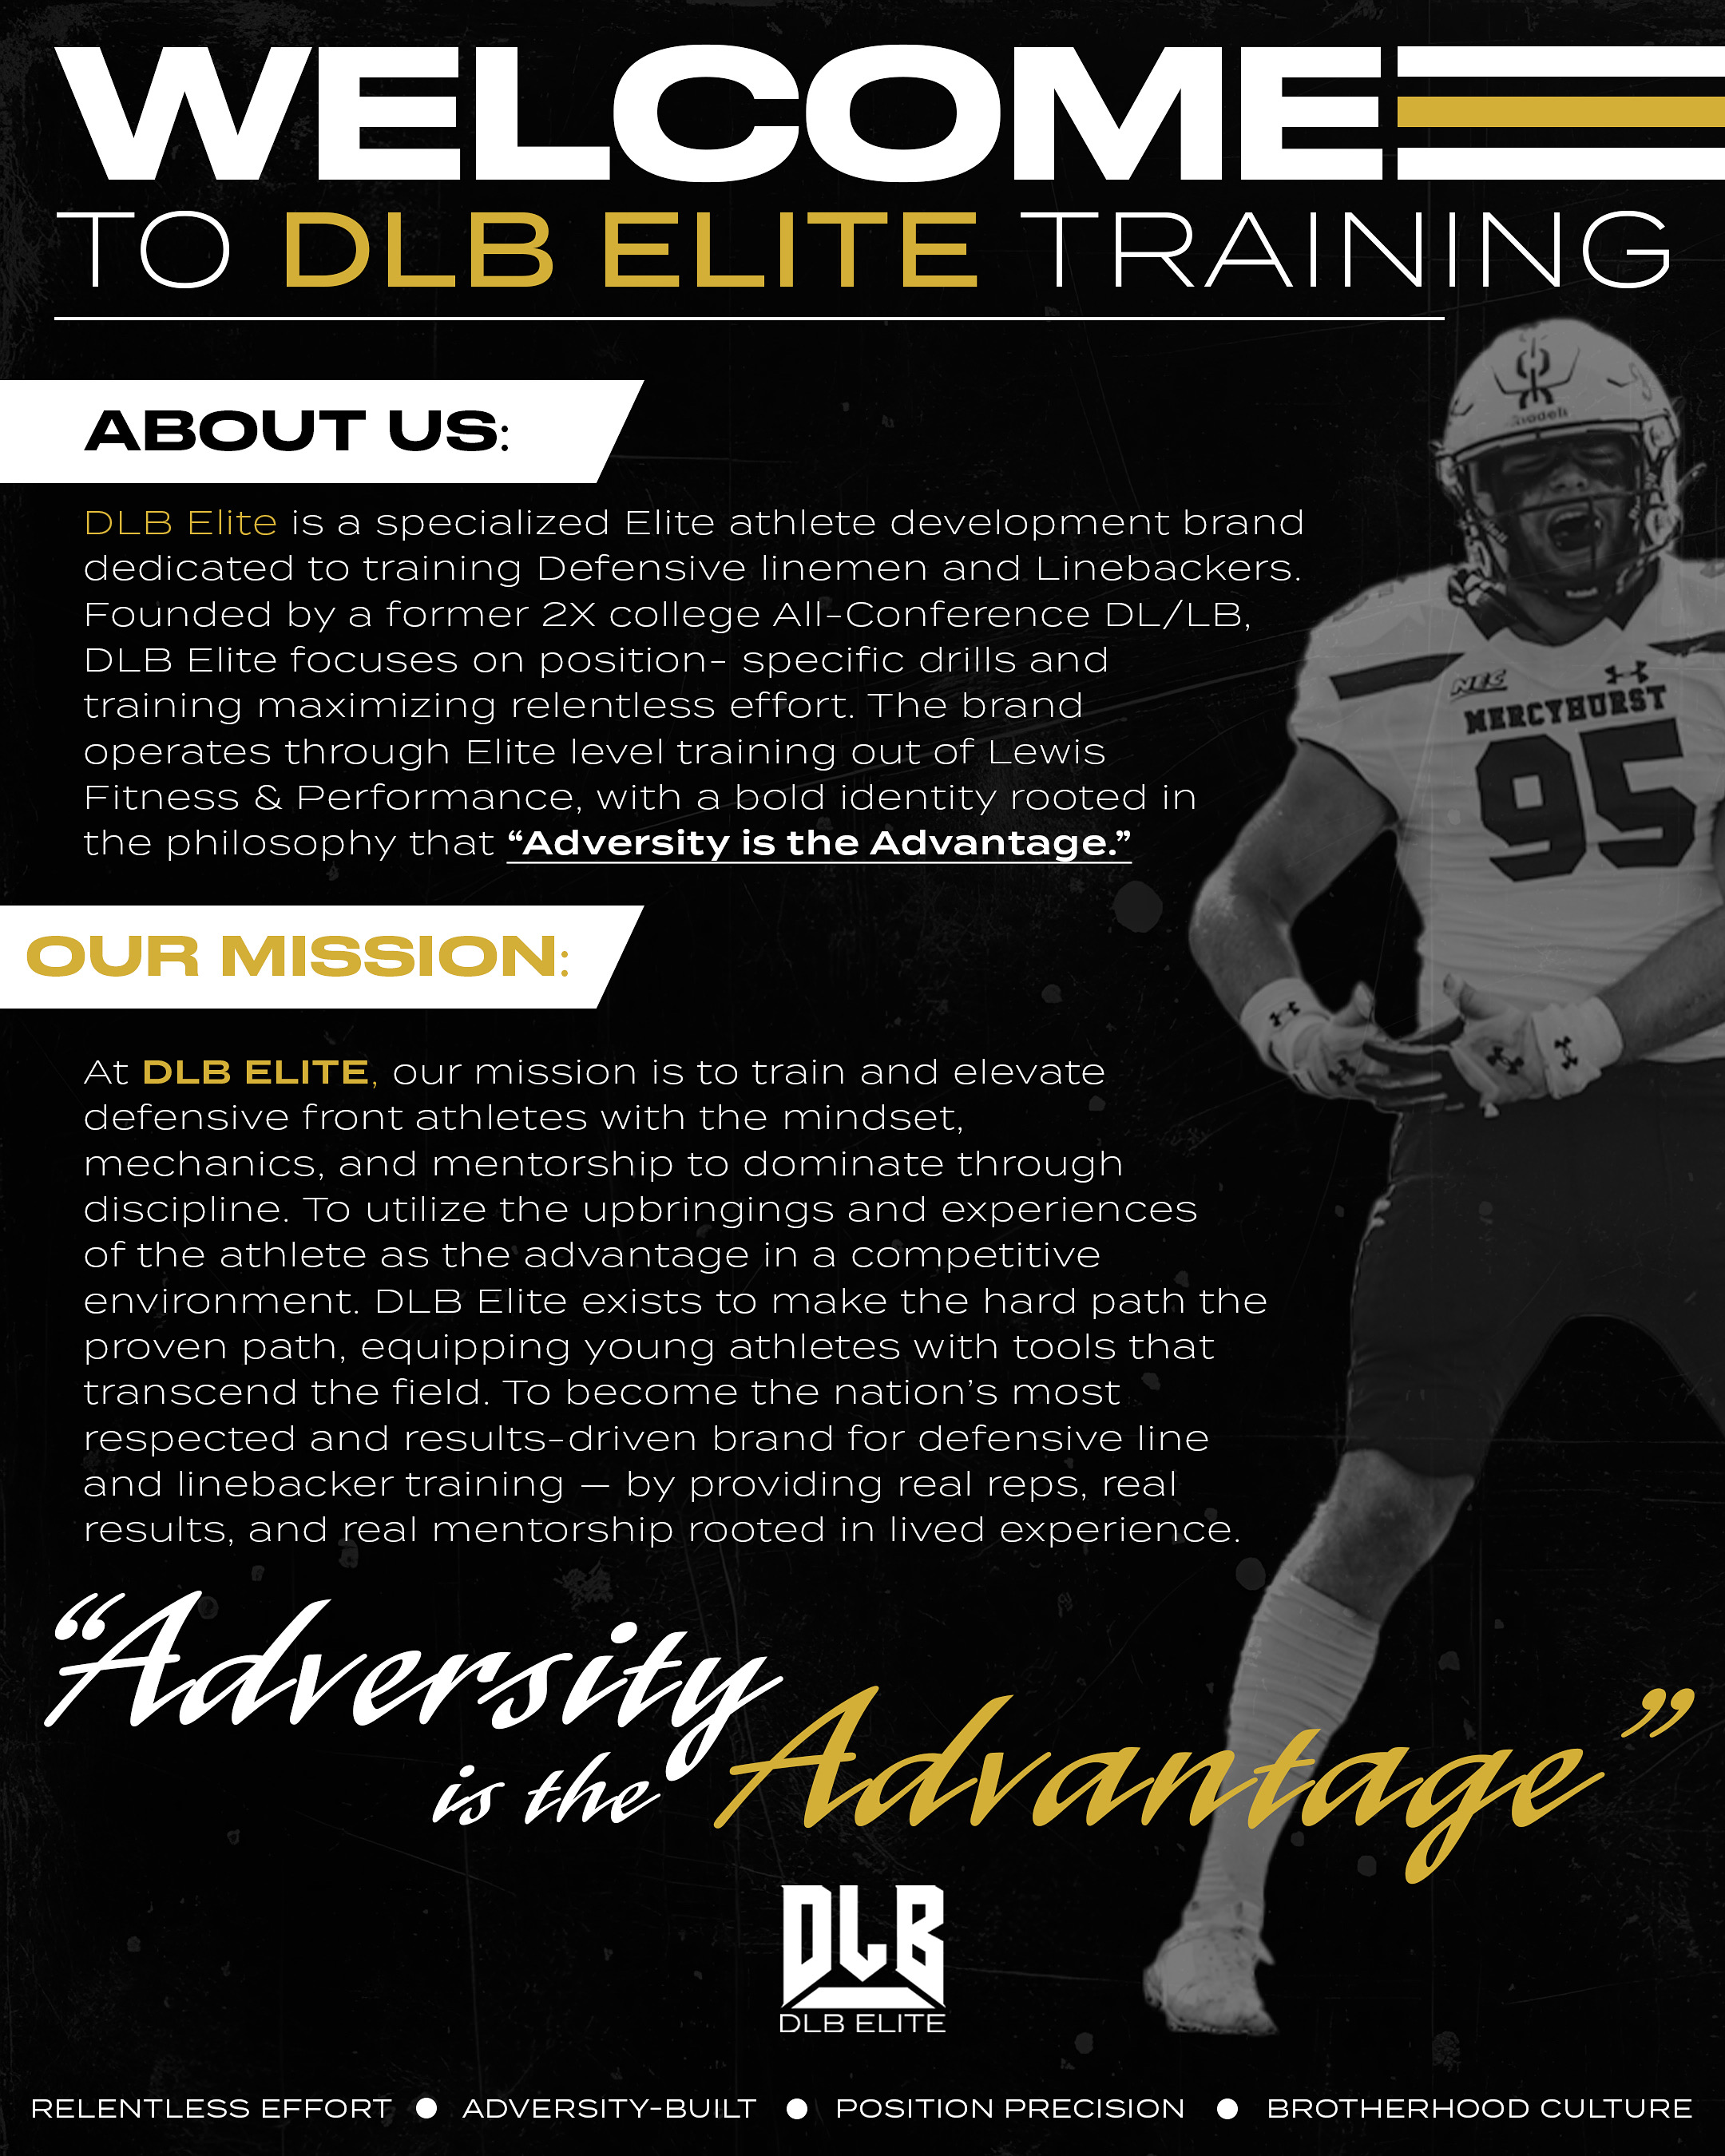 WELCOME
TO DLB ELITE TRAINING
ABOUT US:
DLB Elite is a specialized Elite athlete development brand
dedicated to training Defensive linemen and Linebackers.
Founded by a former 2X college All-Conference DL/LB,
DLB Elite focuses on position- specific drills and
training maximizing relentless effort. The brand
operates through Elite level training out of Lewis
Fitness & Performance, with a bold identity rooted in
the philosophy that “Adversity is the Advantage.”
Riddell
NEC
MERCYHURST
95
OUR MISSION:
At DLB ELITE, our mission is to train and elevate
defensive front athletes with the mindset,
mechanics, and mentorship to dominate through
discipline. To utilize the upbringings and experiences
of the athlete as the advantage in a competitive
environment. DLB Elite exists to make the hard path the
proven path, equipping young athletes with tools that
transcend the field. To become the nation’s most
respected and results-driven brand for defensive line
and linebacker training — by providing real reps, real
results, and real mentorship rooted in lived experience.
“Adversity
is the Advantage”
DLB
DLB ELITE
RELENTLESS EFFORT ● ADVERSITY-BUILT ● POSITION PRECISION ● BROTHERHOOD CULTURE